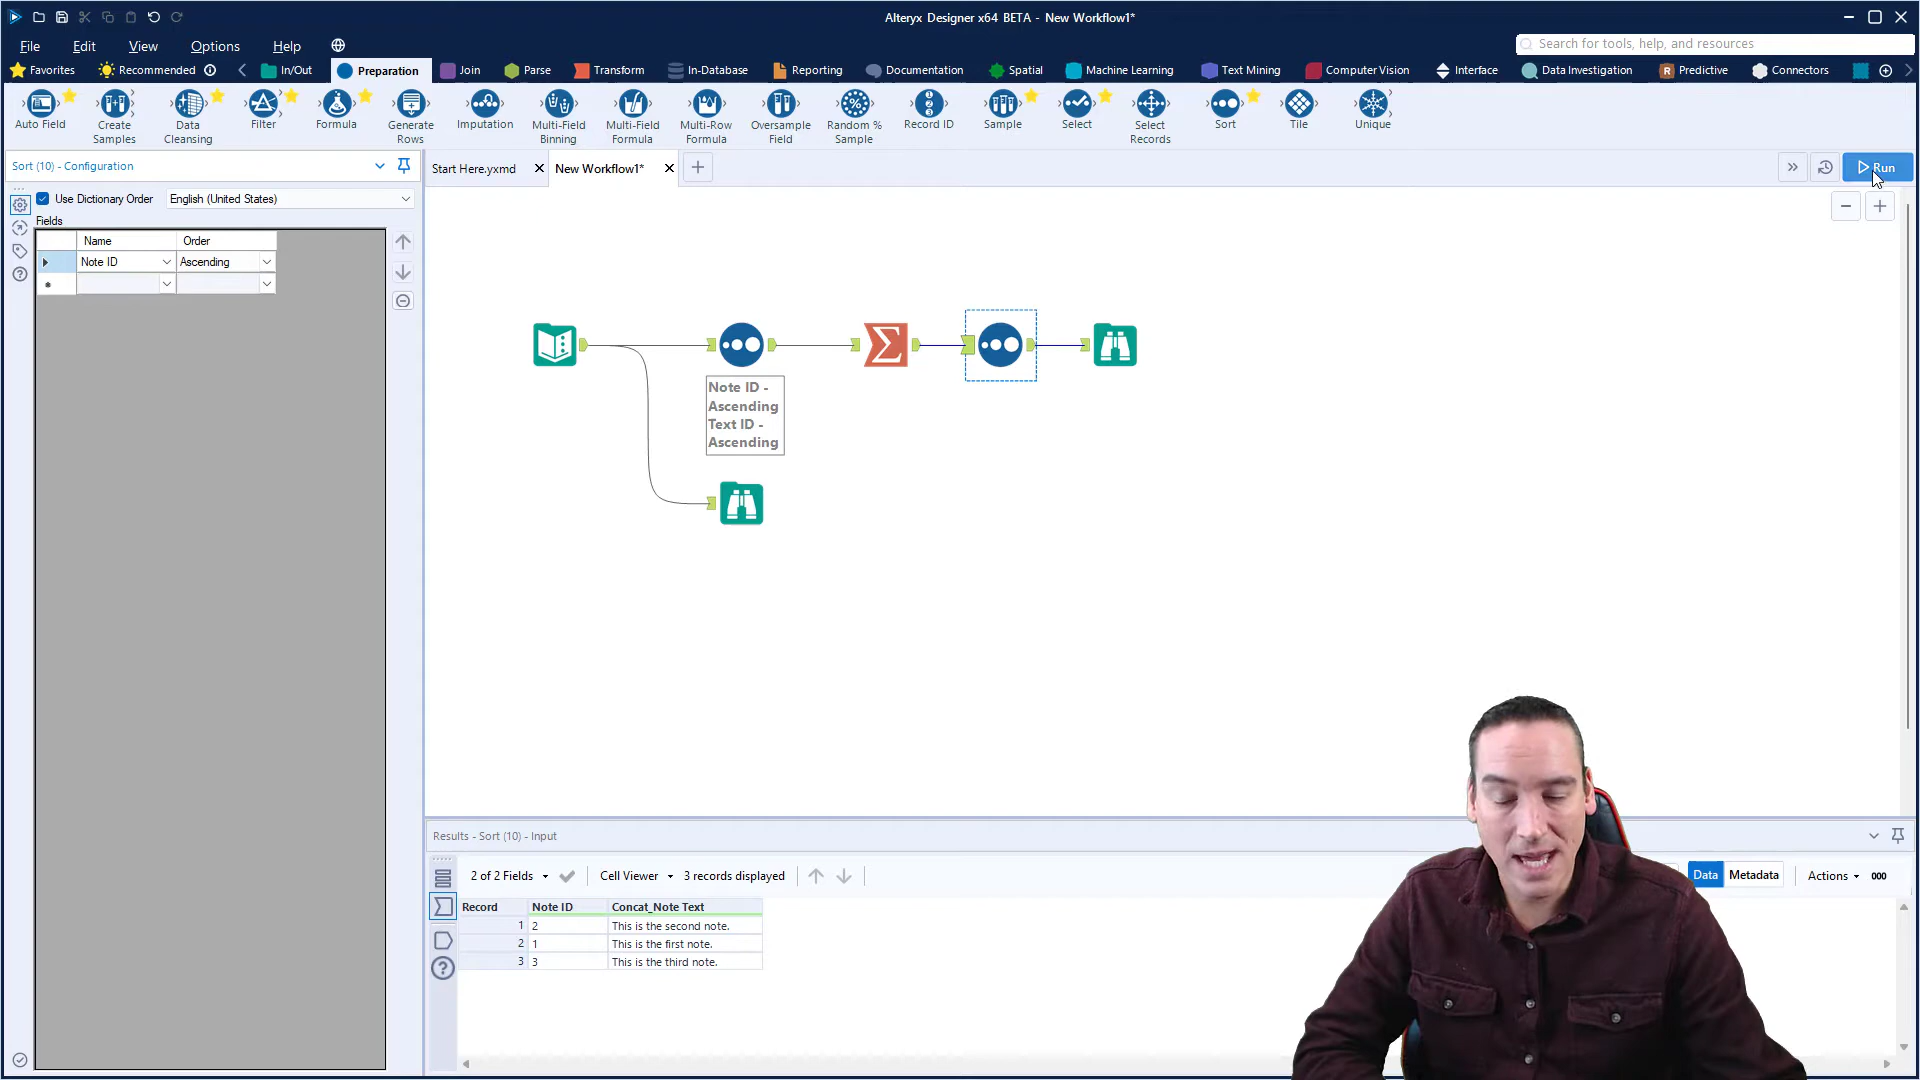 Alteryx Designer x64 BETA - New Workflow1*
File Edit View Options Help
Search for tools, help, and resources
Favorites Recommended In/Out Preparation Join Parse Transform In-Database Reporting Documentation Spatial Machine Learning Text Mining Computer Vision Interface Data Investigation Predictive Connectors
Auto Field
Create Samples
Data Cleansing
Filter
Formula
Generate Rows
Imputation
Multi-Field Binning
Multi-Field Formula
Multi-Row Formula
Oversample Field
Random % Sample
Record ID
Sample
Select
Select Records
Sort
Tile
Unique
Sort (10) - Configuration
Start Here.yxmd
New Workflow1*
Run
Use Dictionary Order English (United States)
Fields
Name Order
Note ID Ascending
Note ID -
Ascending
Text ID -
Ascending
Results - Sort (10) - Input
2 of 2 Fields Cell Viewer 3 records displayed Data Metadata Actions 000
Record Note ID Concat_Note Text
1 2 This is the second note.
2 1 This is the first note.
3 3 This is the third note.